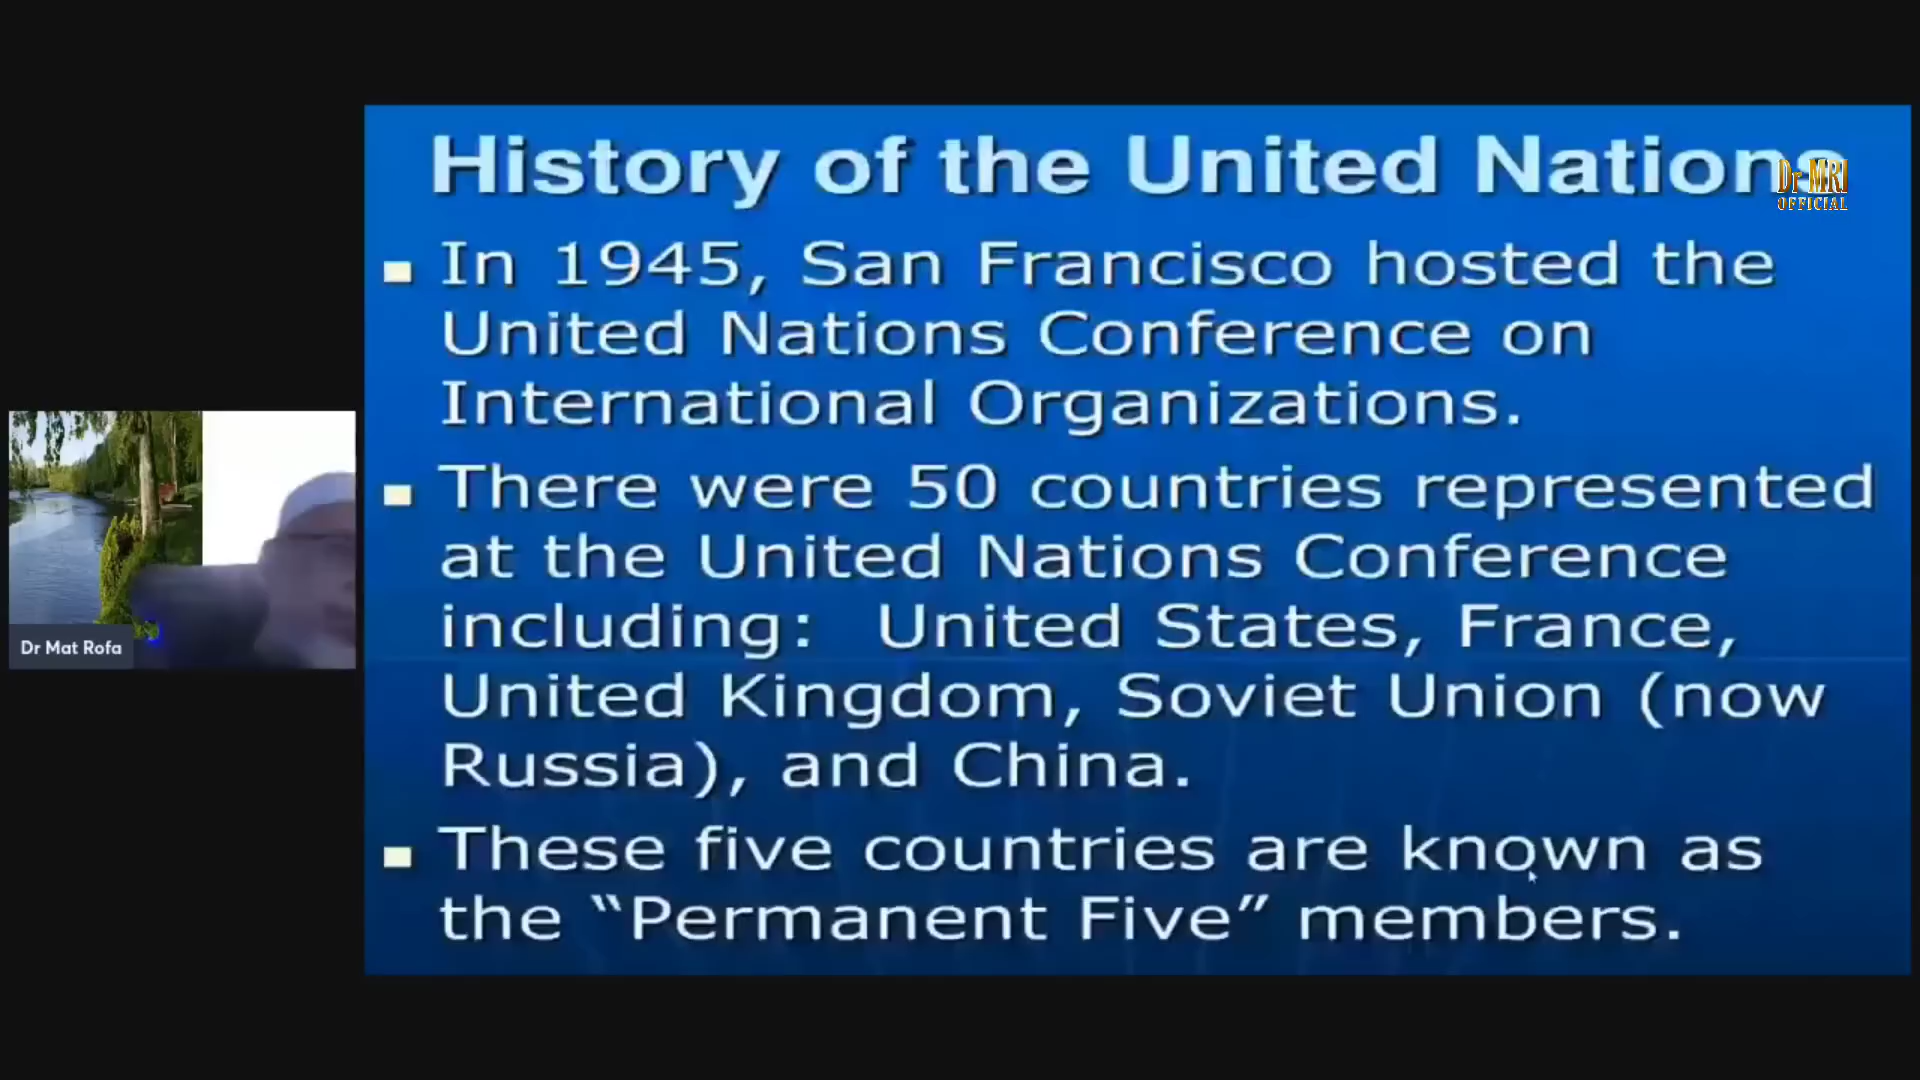 History of the United Nations
Dr MRI
OFFICIAL
In 1945, San Francisco hosted the
United Nations Conference on
International Organizations.
There were 50 countries represented
at the United Nations Conference
including: United States, France,
United Kingdom, Soviet Union (now
Russia), and China.
These five countries are known as
the “Permanent Five” members.
Dr Mat Rofa